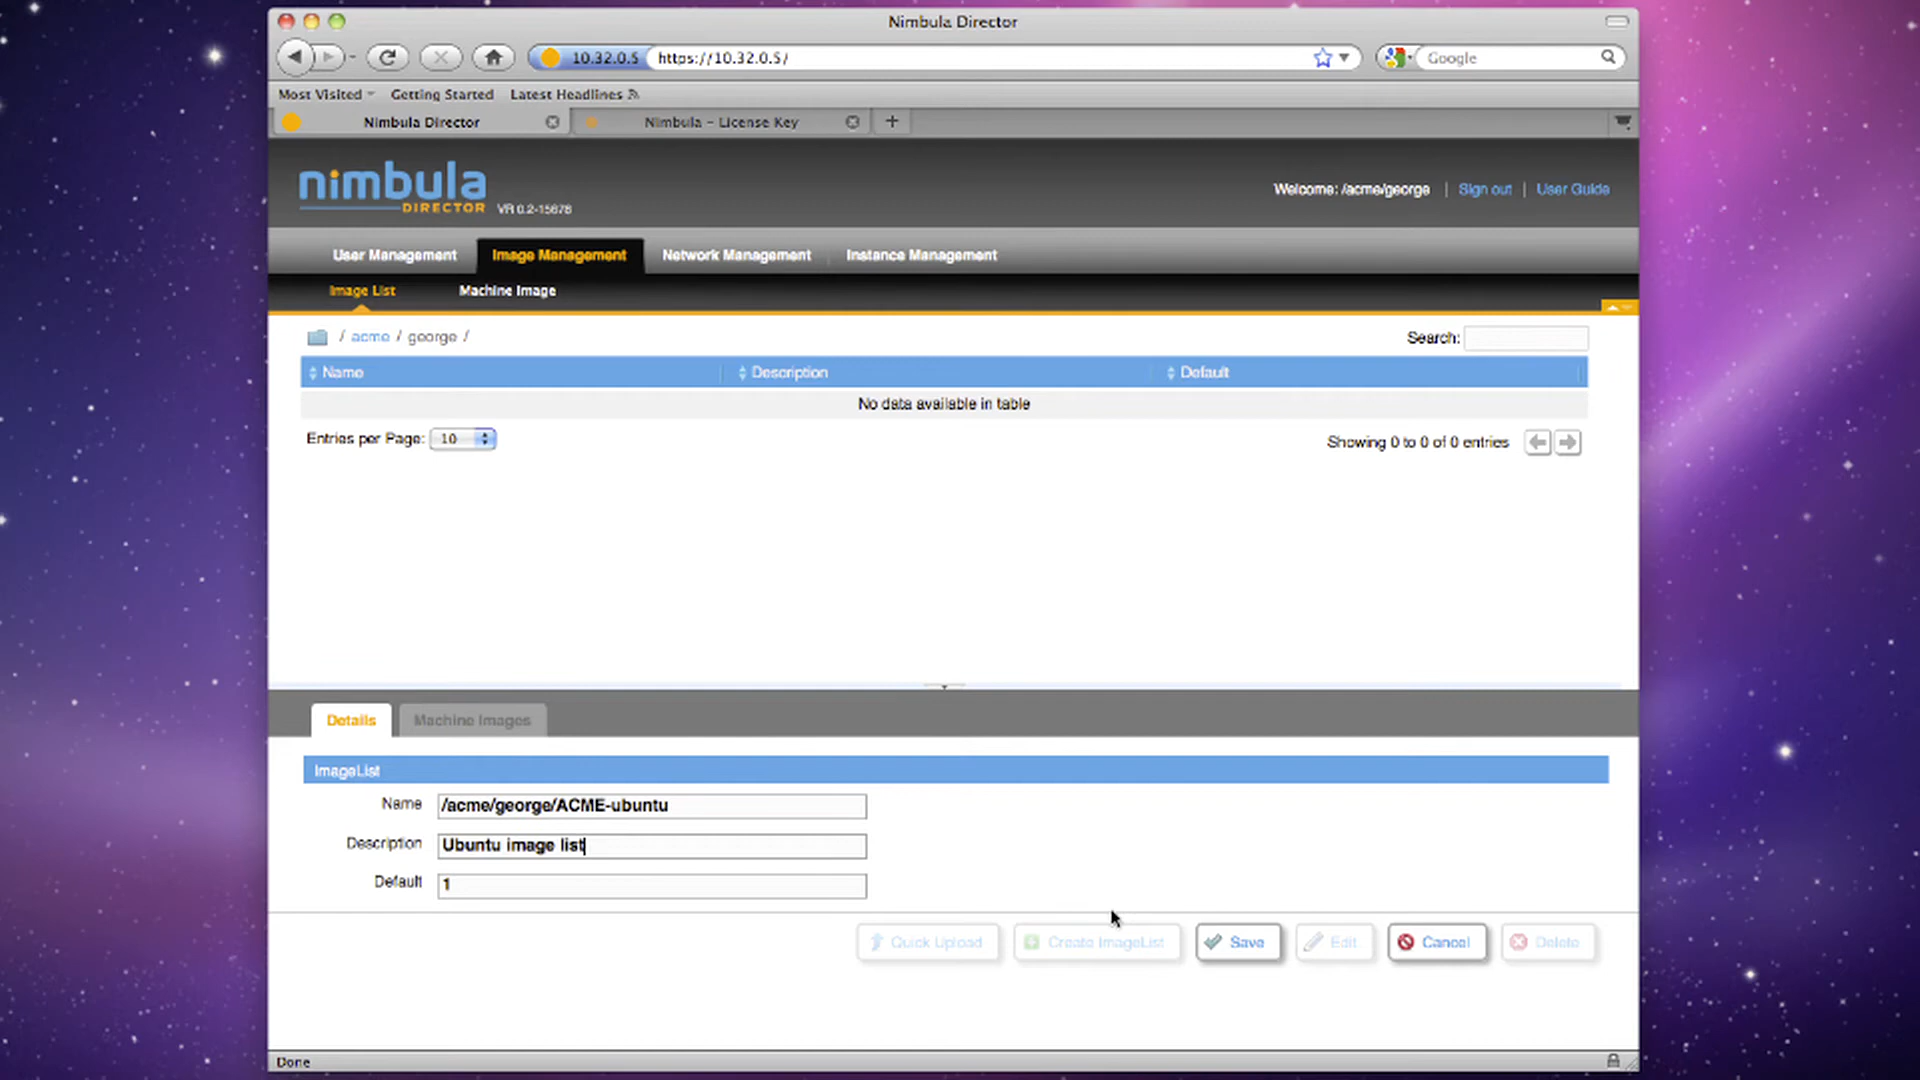 Nimbula Director
10.32.0.5 https://10.32.0.5/ Google
Most Visited Getting Started Latest Headlines
Nimbula Director Nimbula - License Key
nimbula
DIRECTOR VR 0.2-15678
Welcome: /acme/george | Sign out | User Guide
User Management Image Management Network Management Instance Management
Image List Machine Image
/ acme / george / Search:
Name Description Default
No data available in table
Entries per Page: 10 Showing 0 to 0 of 0 entries
Details Machine Images
ImageList
Name /acme/george/ACME-ubuntu
Description Ubuntu image list
Default 1
Quick Upload Create ImageList Save Edit Cancel Delete
Done